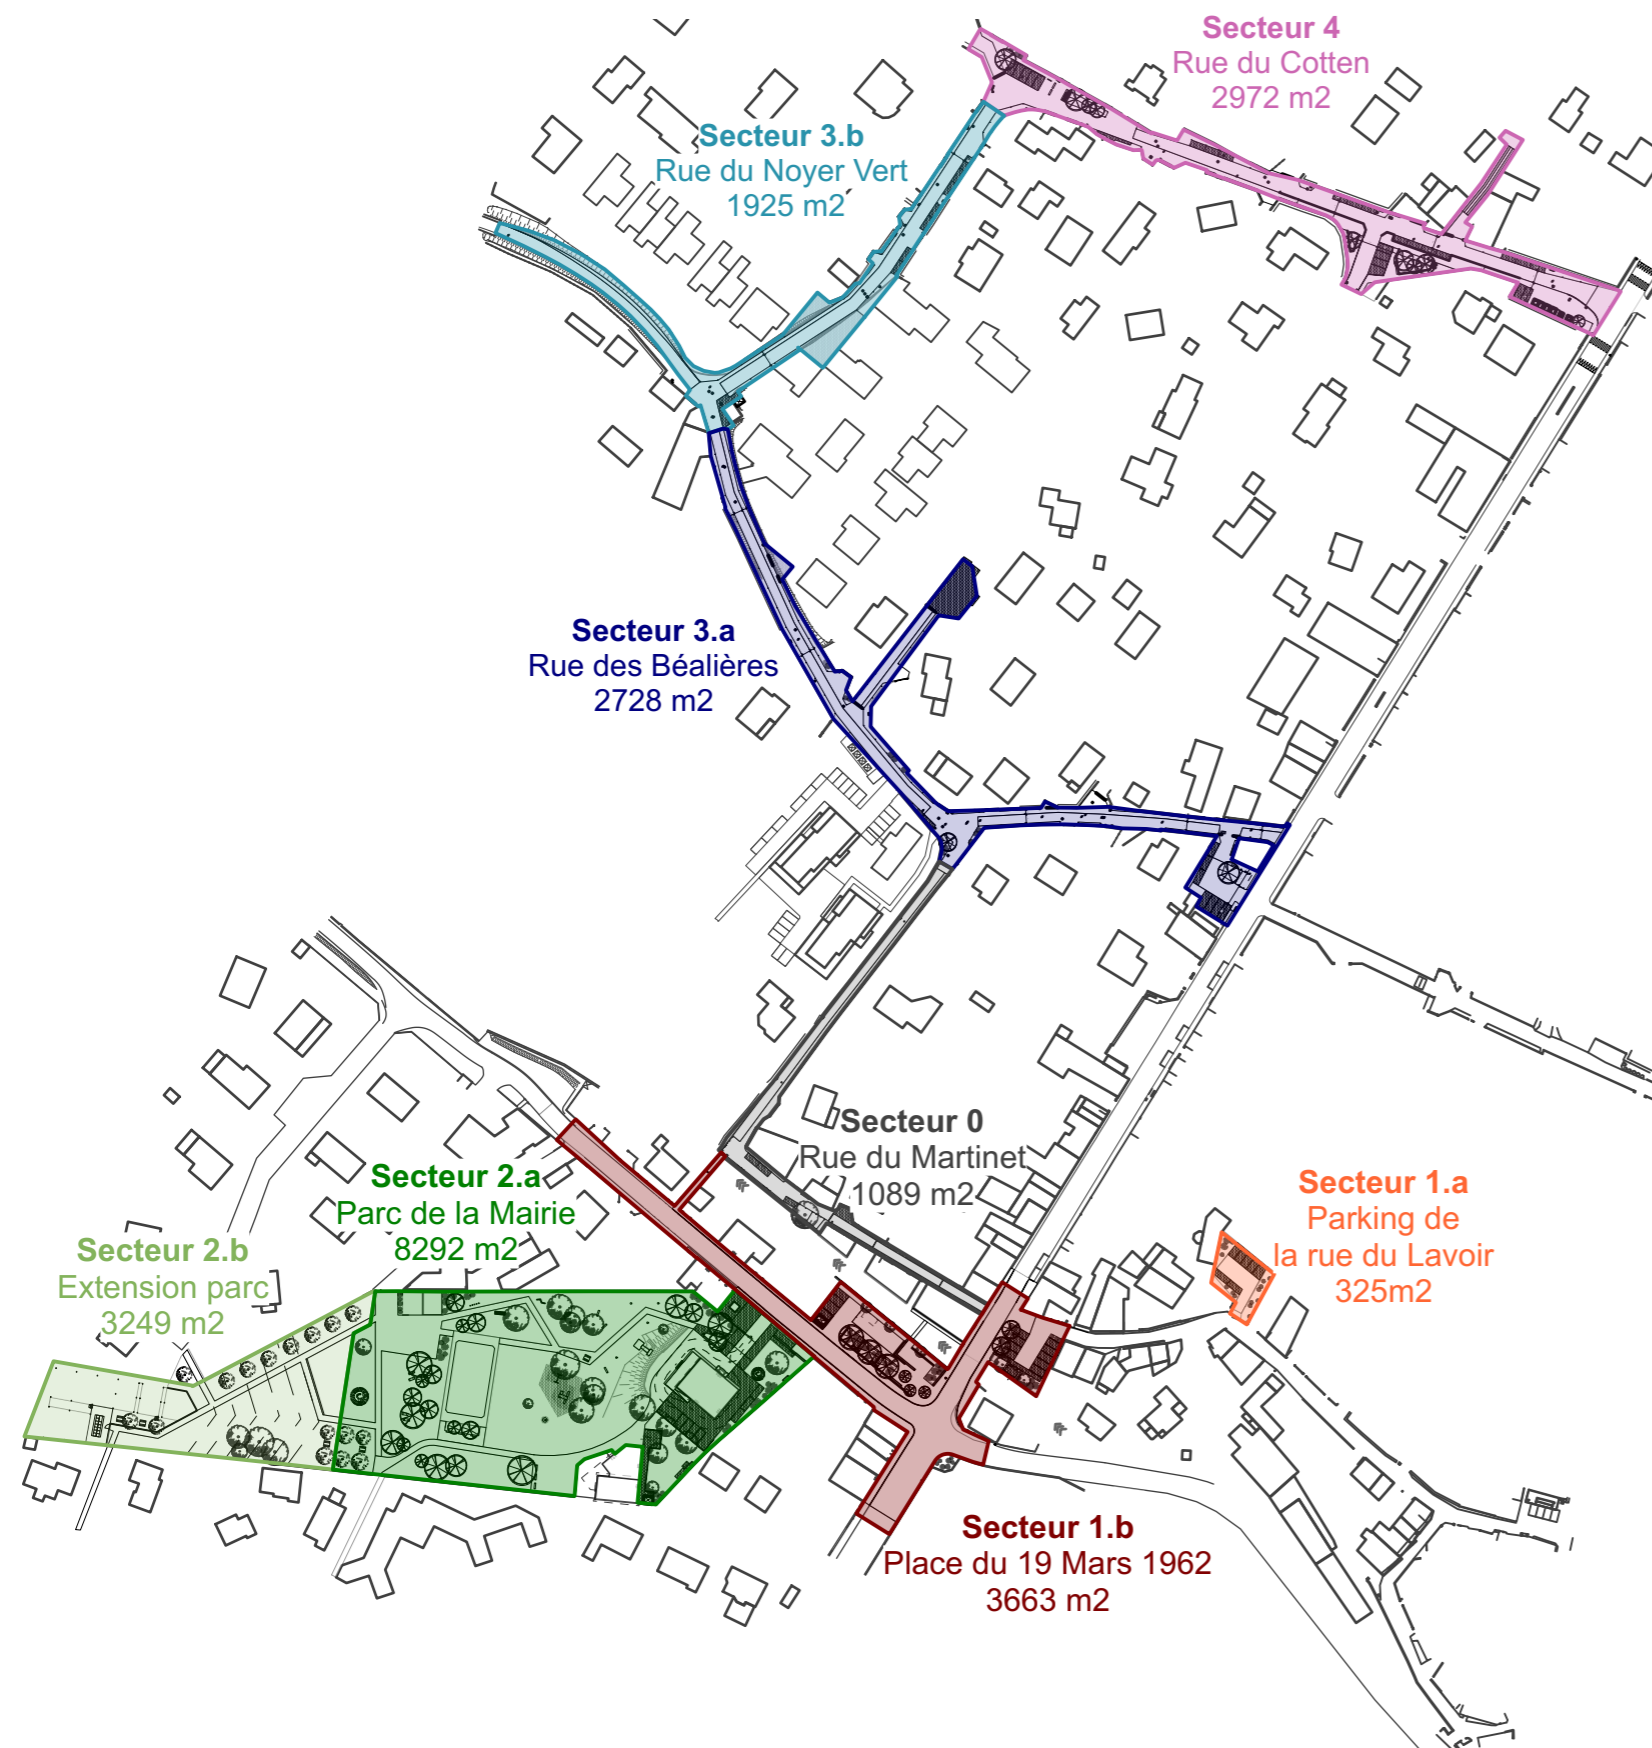 Secteur 4
Rue du Cotten
2972 m2
Secteur 3.b
Rue du Noyer Vert
1925 m2
Secteur 3.a
Rue des Béalières
2728 m2
Secteur 0
Rue du Martinet
1089 m2
Secteur 2.a
Parc de la Mairie
8292 m2
Secteur 1.a
Parking de
la rue du Lavoir
325m2
Secteur 2.b
Extension parc
3249 m2
Secteur 1.b
Place du 19 Mars 1962
3663 m2